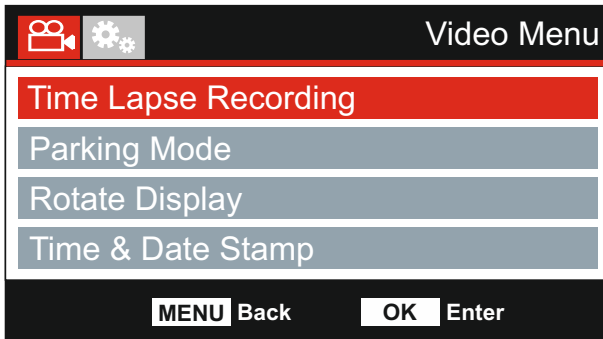 Video Menu
Time Lapse Recording
Parking Mode
Rotate Display
Time & Date Stamp
MENU Back OK Enter